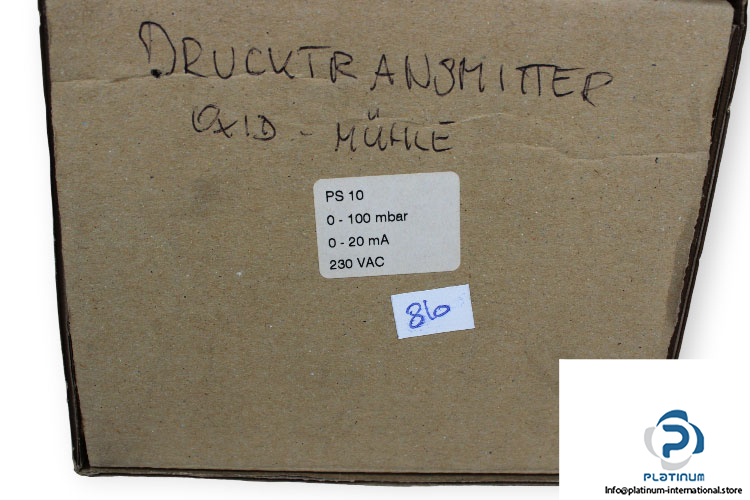 DRUCKTRANSMITTER
OXID - MÜHLE
PS 10
0 - 100 mbar
0 - 20 mA
230 VAC
86
PLATINUM
Info@platinum-international.store